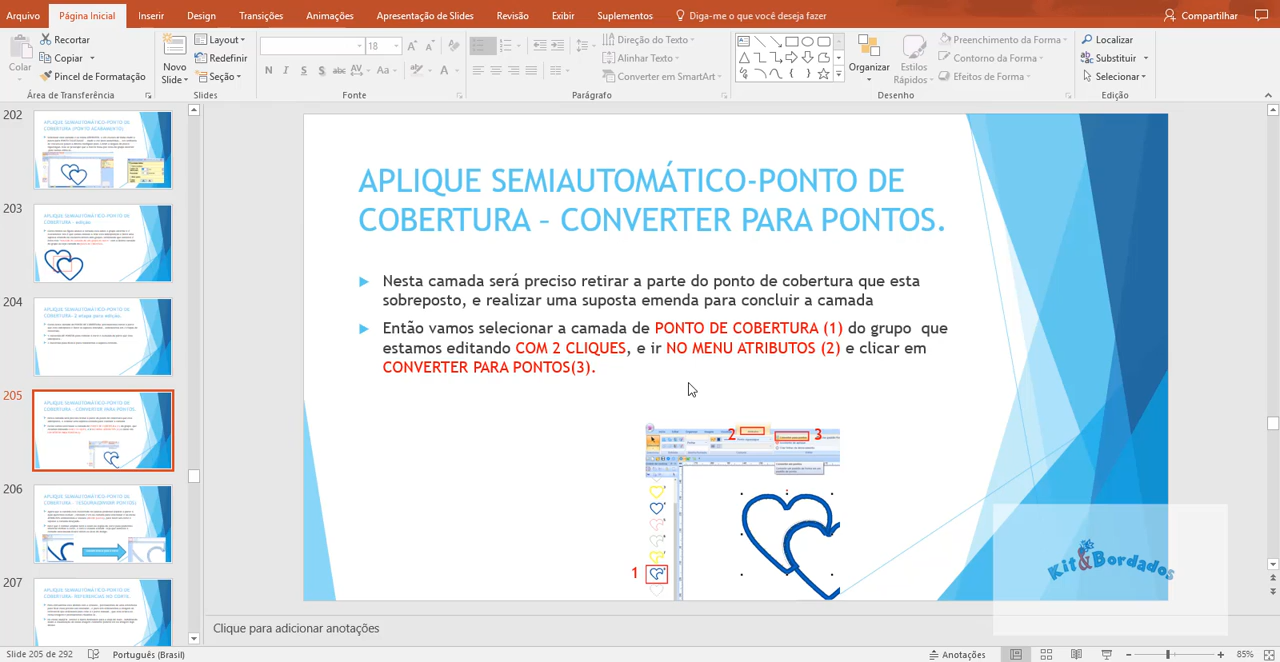 Arquivo Página Inicial Inserir Design Transições Animações Apresentação de Slides Revisão Exibir Suplementos Diga-me o que você deseja fazer Compartilhar
Recortar Layout 18 Direção do Texto Preenchimento da Forma Localizar
Colar Copiar Novo Slide Redefinir Alinhar Texto Organizar Estilos Rápidos Contorno da Forma Substituir
Pincel de Formatação Seção N I S S abc AV Aa A Converter em SmartArt Efeitos de Forma Selecionar
Área de Transferência Slides Fonte Parágrafo Desenho Edição
202
203
204
205
206
207
APLIQUE SEMIAUTOMÁTICO-PONTO DE
COBERTURA – CONVERTER PARA PONTOS.
Nesta camada será preciso retirar a parte do ponto de cobertura que esta
sobreposto, e realizar uma suposta emenda para concluir a camada
Então vamos selecionar a camada de PONTO DE COBERTURA (1) do grupo que
estamos editando COM 2 CLIQUES, e ir NO MENU ATRIBUTOS (2) e clicar em
CONVERTER PARA PONTOS(3).
2 3
1
Kit&Bordados
Clique para adicionar anotações
Slide 205 de 292 Português (Brasil) Anotações 85%